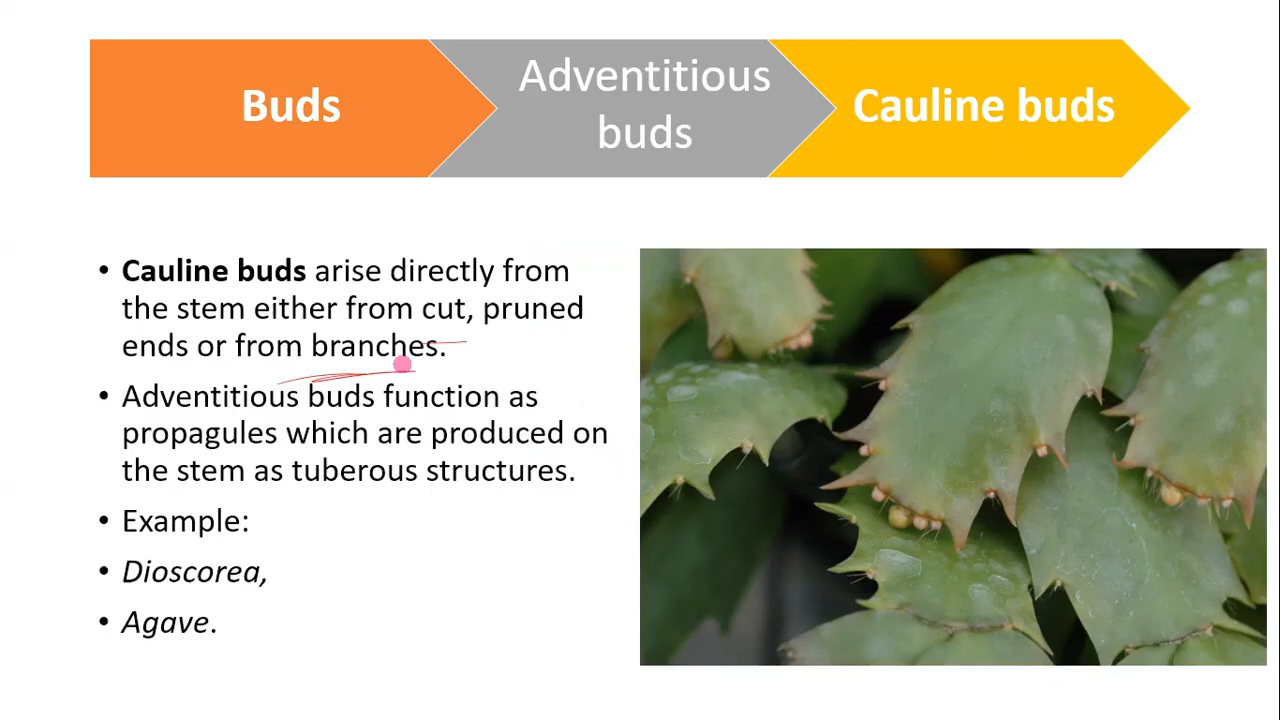 Buds
Adventitious
buds
Cauline buds
• Cauline buds arise directly from
the stem either from cut, pruned
ends or from branches.
• Adventitious buds function as
propagules which are produced on
the stem as tuberous structures.
• Example:
• Dioscorea,
• Agave.